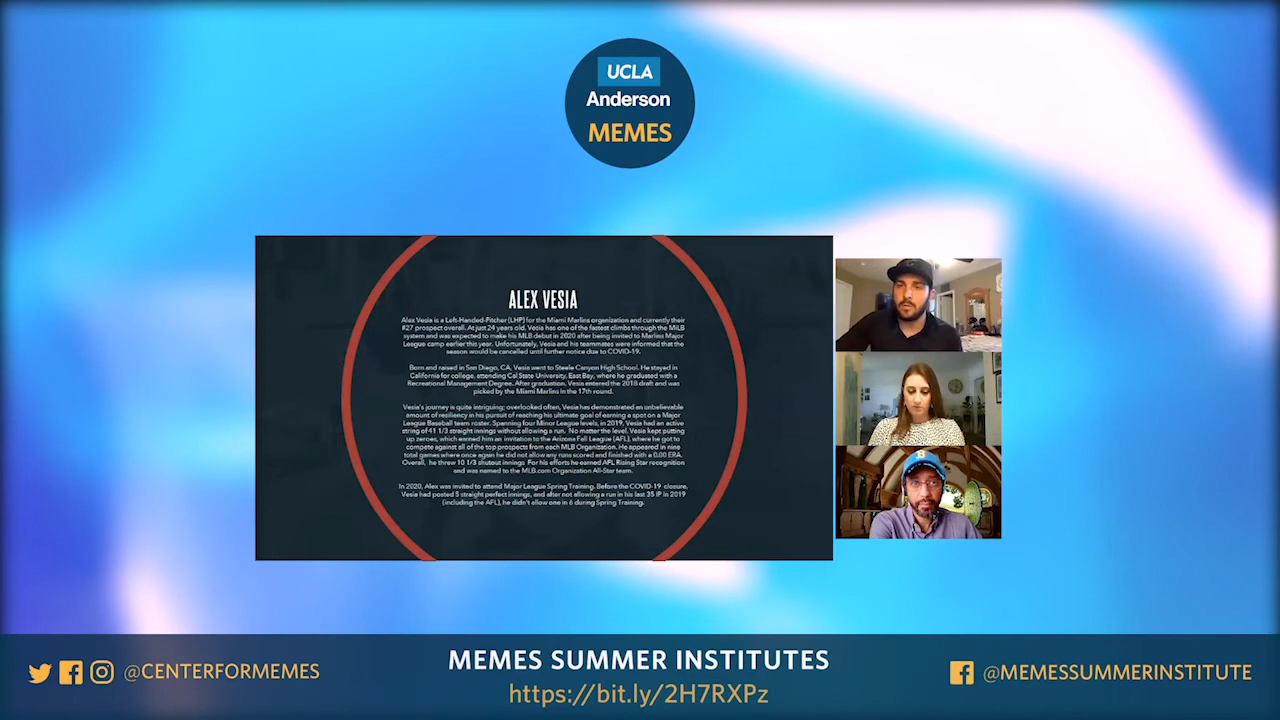 UCLA
Anderson
MEMES
ALEX VESIA
Alex Vesia is a Left-Handed-Pitcher (LHP) for the Miami Marlins organization and currently their
#27 prospect overall. At just 24 years old, Vesia has one of the fastest climbs through the MiLB
system and was expected to make his MLB debut in 2020 after being invited to Marlins Major
League camp earlier this year. Unfortunately, Vesia and his teammates were informed that the
season would be cancelled until further notice due to COVID-19.
Born and raised in San Diego, CA, Vesia went to Steele Canyon High School. He stayed in
California for college, attending Cal State University, East Bay, where he graduated with a
Recreational Management Degree. After graduation, Vesia entered the 2018 draft and was
picked by the Miami Marlins in the 17th round.
Vesia's journey is quite intriguing; overlooked often, Vesia has demonstrated an unbelievable
amount of resiliency in his pursuit of reaching his ultimate goal of earning a spot on a Major
League Baseball team roster. Spanning four Minor League levels, in 2019, Vesia had an active
string of 41 1/3 straight innings without allowing a run. No matter the level. Vesia kept putting
up zeroes, which earned him an invitation to the Arizona Fall League (AFL), where he got to
compete against all of the top prospects from each MLB Organization. He appeared in nine
total games where once again he did not allow any runs scored and finished with a 0.00 ERA.
Overall, he threw 10 1/3 shutout innings For his efforts he earned AFL Rising Star recognition
and was named to the MLB.com Organization All-Star team.
In 2020, Alex was invited to attend Major League Spring Training. Before the COVID-19 closure,
Vesia had posted 5 straight perfect innings, and after not allowing a run in his last 35 IP in 2019
(including the AFL), he didn't allow one in 6 during Spring Training.
@CENTERFORMEMES
MEMES SUMMER INSTITUTES
https://bit.ly/2H7RXPz
@MEMESSUMMERINSTITUTE